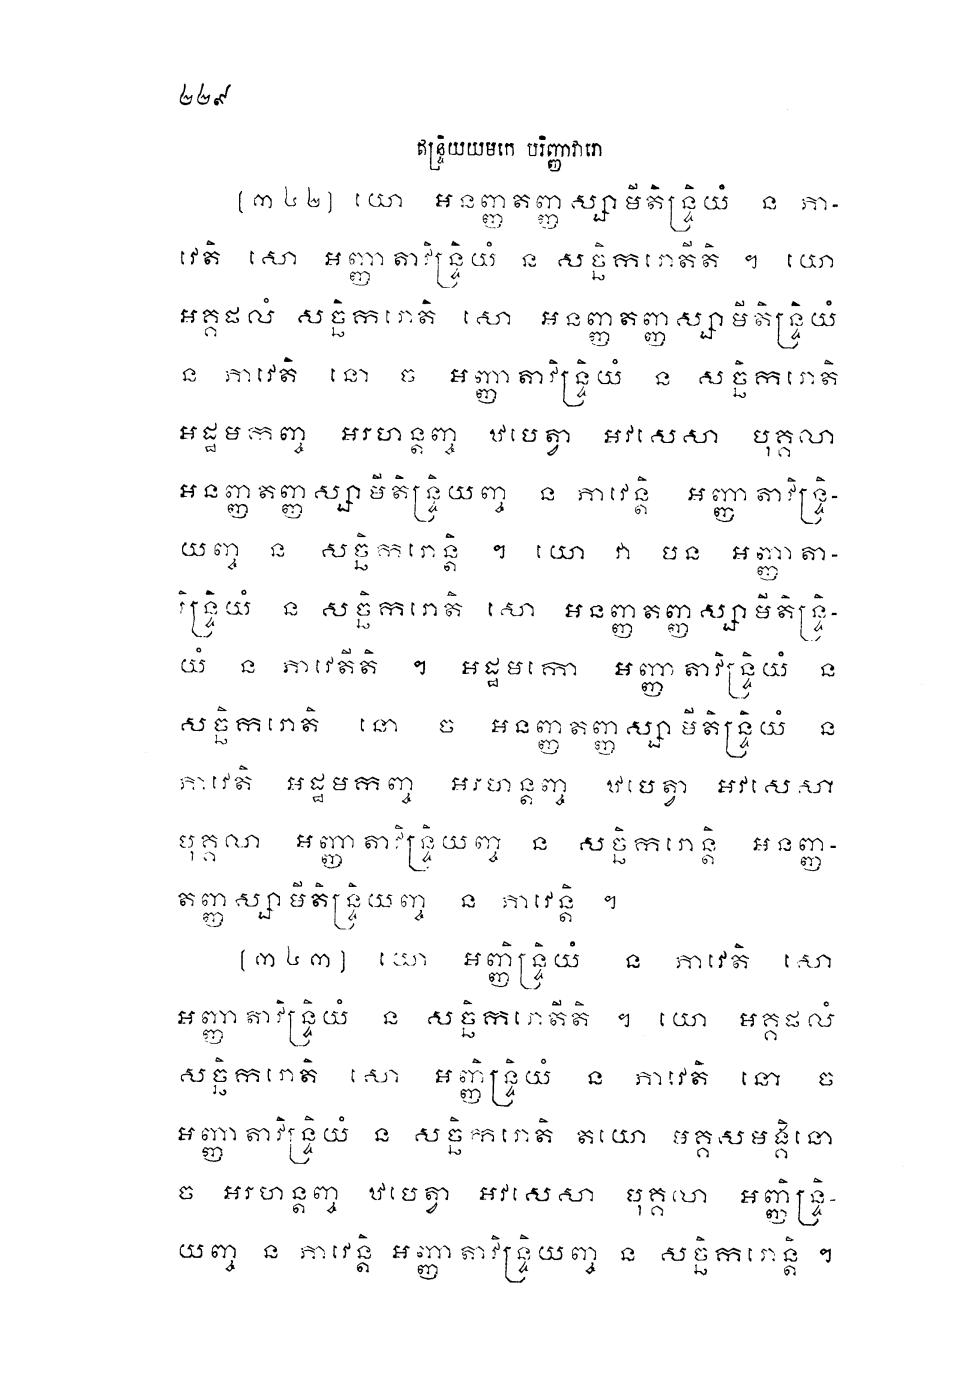 ២២៩
ឥន្ទ្រិយយមកេ បរិញ្ញាវារោ
[៣៤២] យោ អនញ្ញតញ្ញស្សាមីតិន្ទ្រិយំ ន ភា-
វេតិ សោ អញ្ញាតាវិន្ទ្រិយំ ន សច្ឆិករោតីតិ ។ យោ
អគ្គផលំ សច្ឆិករោតិ សោ អនញ្ញតញ្ញស្សាមីតិន្ទ្រិយំ
ន ភាវេតិ នោ ច អញ្ញាតាវិន្ទ្រិយំ ន សច្ឆិករោតិ
អដ្ឋមកញ្ច អរហន្តញ្ច ឋបេត្វា អវសេសា បុគ្គលា
អនញ្ញតញ្ញស្សាមីតិន្ទ្រិយញ្ច ន ភាវេន្តិ អញ្ញាតាវិន្ទ្រិ-
យញ្ច ន សច្ឆិករោន្តិ ។ យោ វា បន អញ្ញាតា-
វិន្ទ្រិយំ ន សច្ឆិករោតិ សោ អនញ្ញតញ្ញស្សាមីតិន្ទ្រិ-
យំ ន ភាវេតីតិ ។ អដ្ឋមកោ អញ្ញាតាវិន្ទ្រិយំ ន
សច្ឆិករោតិ នោ ច អនញ្ញតញ្ញស្សាមីតិន្ទ្រិយំ ន
ភាវេតិ អដ្ឋមកញ្ច អរហន្តញ្ច ឋបេត្វា អវសេសា
បុគ្គលា អញ្ញាតាវិន្ទ្រិយញ្ច ន សច្ឆិករោន្តិ អនញ្ញ-
តញ្ញស្សាមីតិន្ទ្រិយញ្ច ន ភាវេន្តិ ។
[៣៤៣] យោ អញ្ញិន្ទ្រិយំ ន ភាវេតិ សោ
អញ្ញាតាវិន្ទ្រិយំ ន សច្ឆិករោតីតិ ។ យោ អគ្គផលំ
សច្ឆិករោតិ សោ អញ្ញិន្ទ្រិយំ ន ភាវេតិ នោ ច
អញ្ញាតាវិន្ទ្រិយំ ន សច្ឆិករោតិ តយោ មគ្គសមង្គិនោ
ច អរហន្តញ្ច ឋបេត្វា អវសេសា បុគ្គលា អញ្ញិន្ទ្រិ-
យញ្ច ន ភាវេន្តិ អញ្ញាតាវិន្ទ្រិយញ្ច ន សច្ឆិករោន្តិ ។